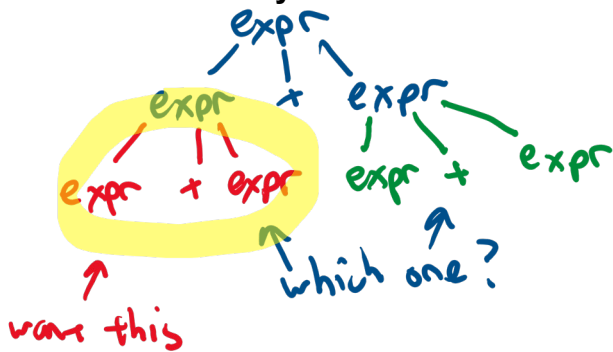 expr
expr + expr
expr + expr expr + expr
which one?
want this